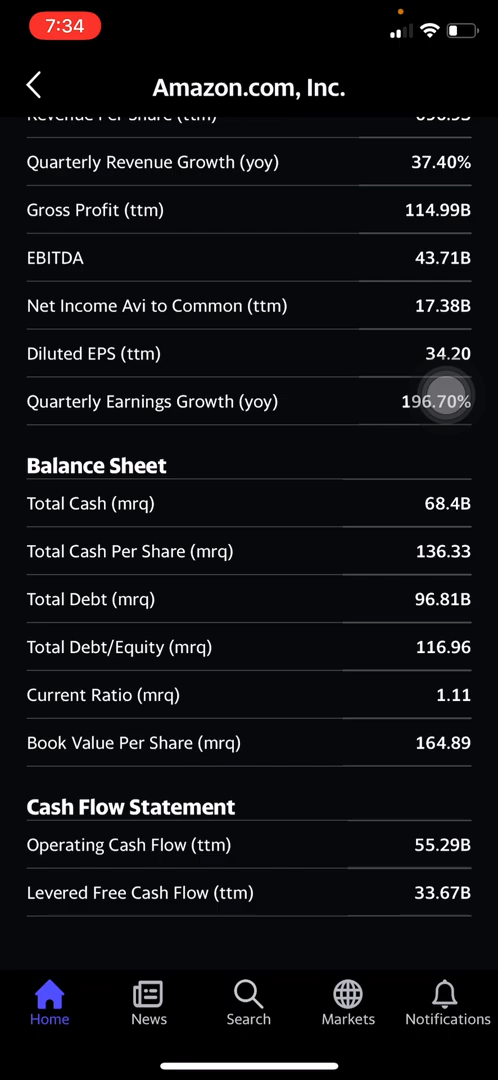 7:34
Amazon.com, Inc.
Quarterly Revenue Growth (yoy) 37.40%
Gross Profit (ttm) 114.99B
EBITDA 43.71B
Net Income Avi to Common (ttm) 17.38B
Diluted EPS (ttm) 34.20
Quarterly Earnings Growth (yoy) 196.70%
Balance Sheet
Total Cash (mrq) 68.4B
Total Cash Per Share (mrq) 136.33
Total Debt (mrq) 96.81B
Total Debt/Equity (mrq) 116.96
Current Ratio (mrq) 1.11
Book Value Per Share (mrq) 164.89
Cash Flow Statement
Operating Cash Flow (ttm) 55.29B
Levered Free Cash Flow (ttm) 33.67B
Home News Search Markets Notifications